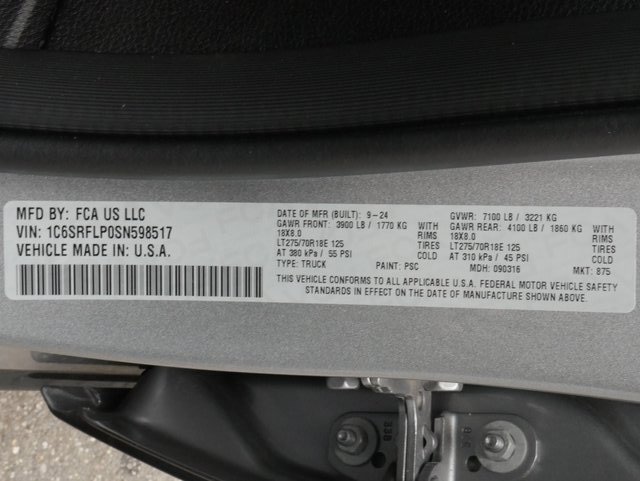 MFD BY: FCA US LLC
VIN: 1C6SRFLP0SN598517
VEHICLE MADE IN U.S.A.
DATE OF MFR (BUILT): 9-24 GVWR: 7100 LB / 3221 KG
GAWR FRONT: 3900 LB / 1770 KG WITH GAWR REAR: 4100 LB / 1860 KG WITH
18X8.0 RIMS 18X8.0 RIMS
LT275/70R18E 125 TIRES LT275/70R18E 125 TIRES
AT 380 kPa / 55 PSI COLD AT 310 kPa / 45 PSI COLD
TYPE: TRUCK PAINT: PSC MDH: 090316 MKT: 875
THIS VEHICLE CONFORMS TO ALL APPLICABLE U.S.A. FEDERAL MOTOR VEHICLE SAFETY
STANDARDS IN EFFECT ON THE DATE OF MANUFACTURE SHOWN ABOVE.